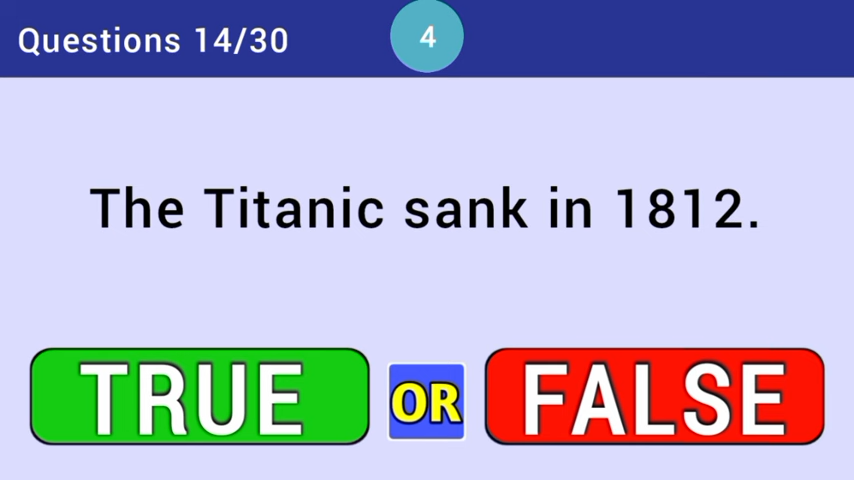 Questions 14/30
4
The Titanic sank in 1812.
TRUE OR FALSE